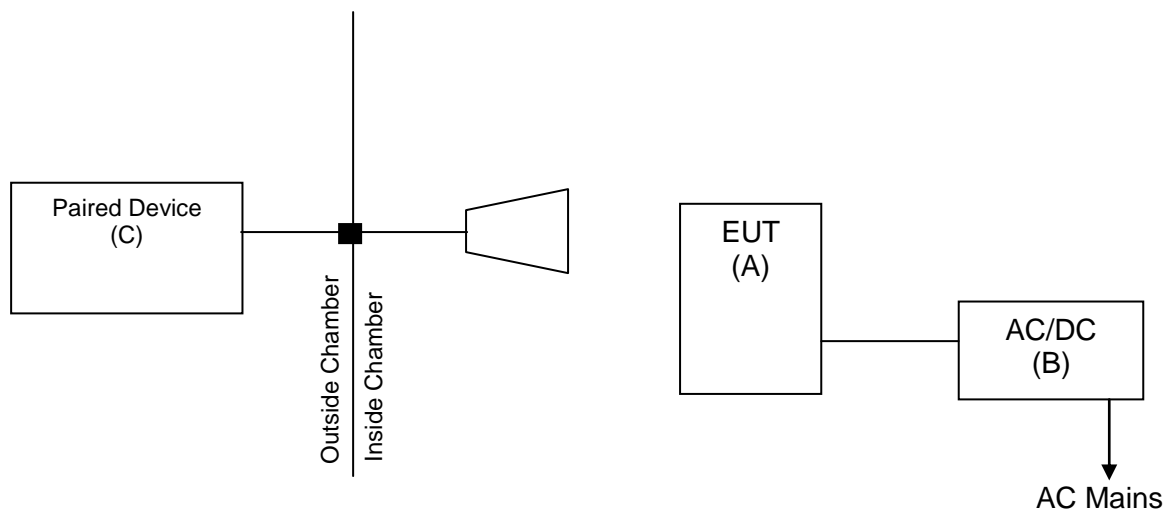 Paired Device
(C)
Outside Chamber
Inside Chamber
EUT
(A)
AC/DC
(B)
AC Mains